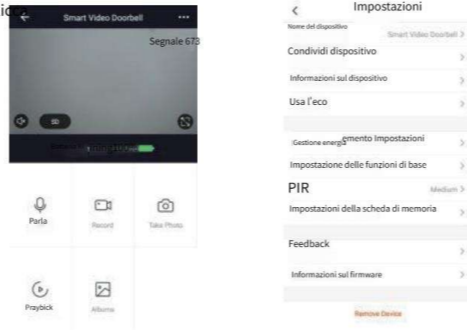 Smart Video Doorbell
Segnale 673
SD
Parla
Record
Take Photo
Praybick
Albums
Impostazioni
Nome del dispositivo
Smart Video Doorbell
Condividi dispositivo
Informazioni sul dispositivo
Usa l'eco
Gestione energia
emento Impostazioni
Impostazione delle funzioni di base
PIR
Medium
Impostazioni della scheda di memoria
Feedback
Informazioni sul firmware
Remove Device